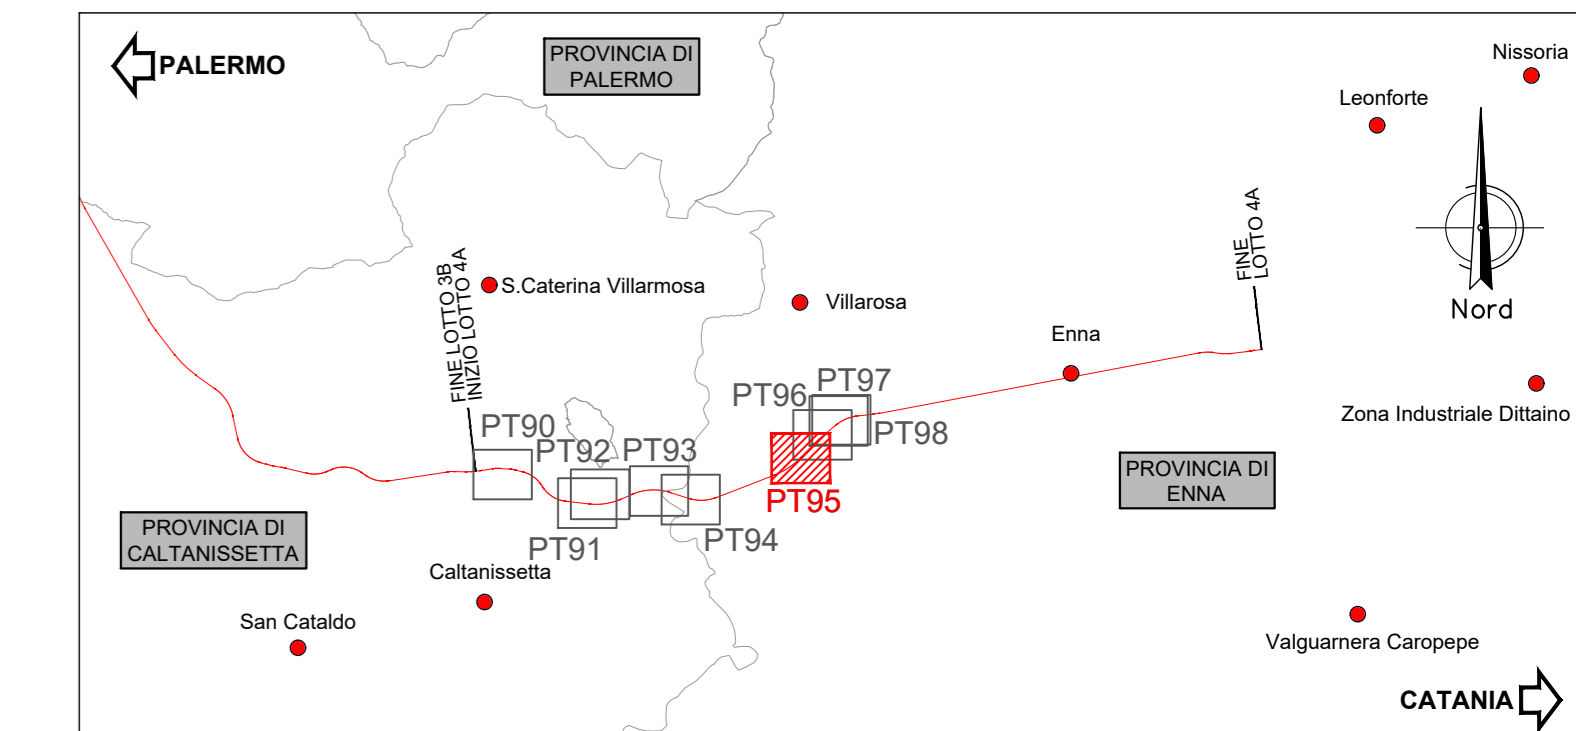 PALERMO
PROVINCIA DI
PALERMO
Nissoria
Leonforte
Nord
FINE LOTTO 3B
INIZIO LOTTO 4A
S.Caterina Villarmosa
Villarosa
FINE
LOTTO 4A
Enna
Zona Industriale Dittaino
PT90
PT92
PT93
PT96
PT97
PT98
PT95
PT91
PT94
PROVINCIA DI
ENNA
PROVINCIA DI
CALTANISSETTA
Caltanissetta
San Cataldo
Valguarnera Caropepe
CATANIA